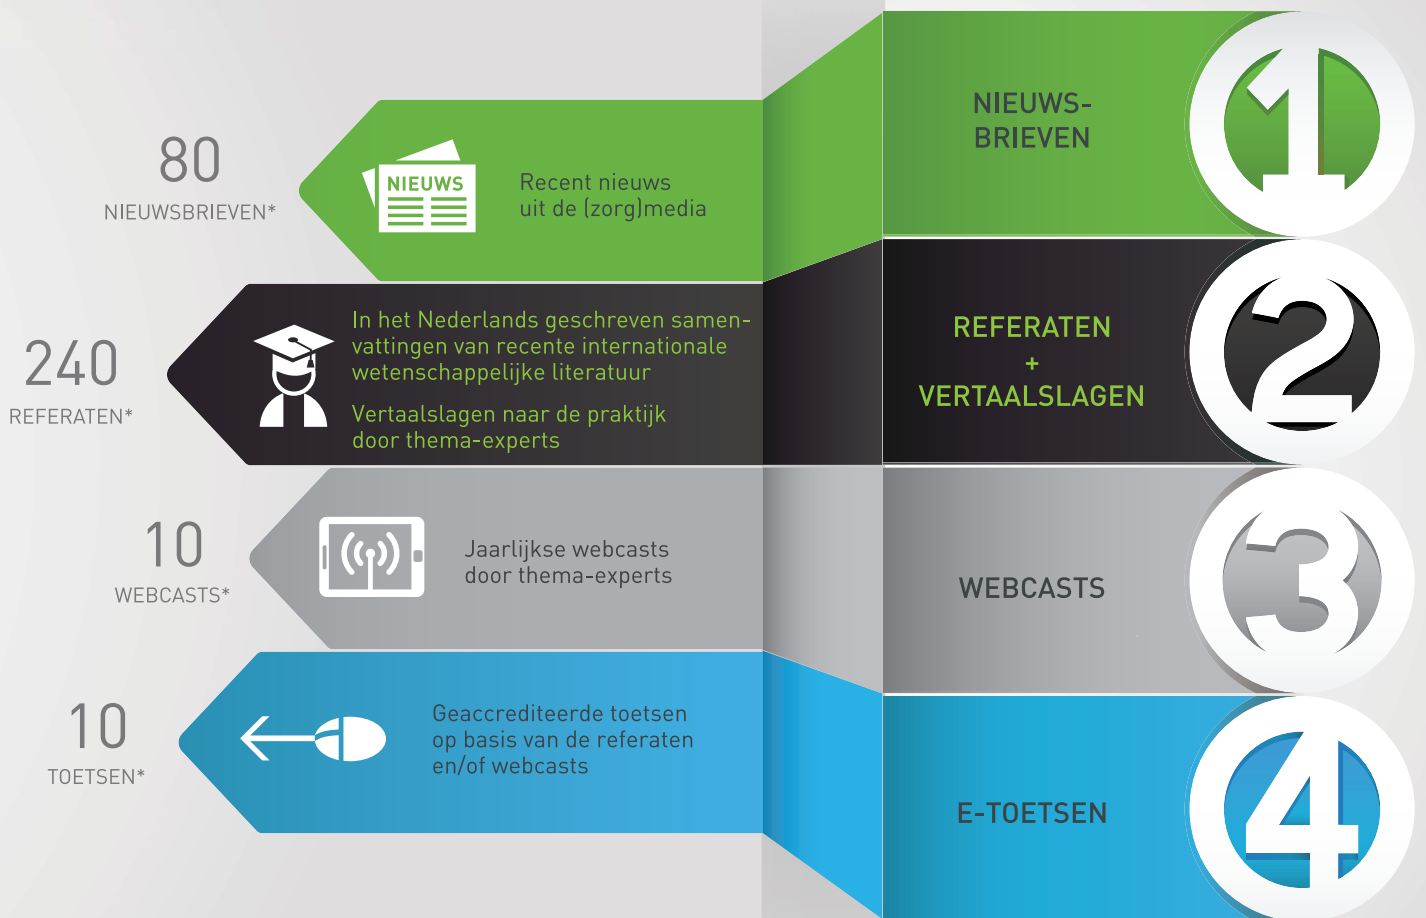 80
NIEUWSBRIEVEN*
NIEUWS
Recent nieuws
uit de (zorg)media
NIEUWS-
BRIEVEN
1
240
REFERATEN*
In het Nederlands geschreven samen-
vattingen van recente internationale
wetenschappelijke literatuur
Vertaalslagen naar de praktijk
door thema-experts
REFERATEN
+
VERTAALSLAGEN
2
10
WEBCASTS*
Jaarlijkse webcasts
door thema-experts
WEBCASTS
3
10
TOETSEN*
Geaccrediteerde toetsen
op basis van de referaten
en/of webcasts
E-TOETSEN
4